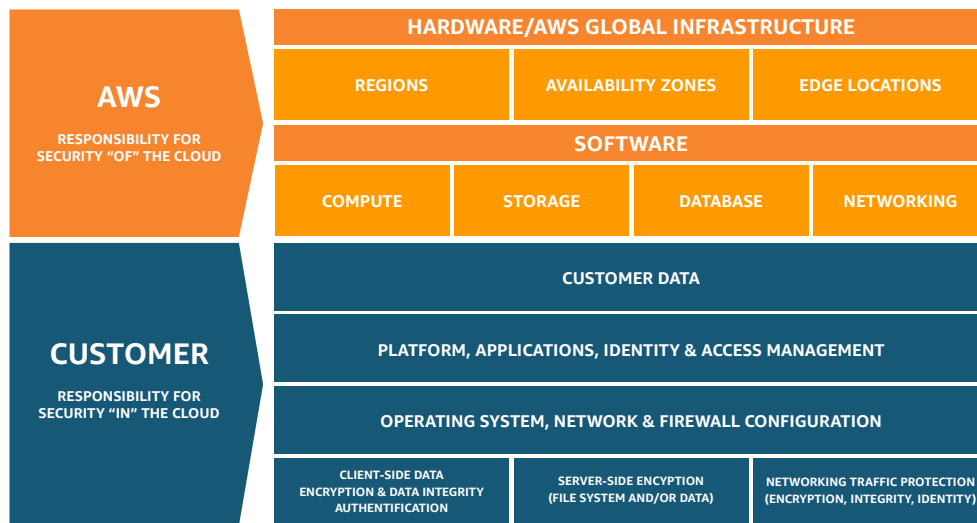 HARDWARE/AWS GLOBAL INFRASTRUCTURE
REGIONS
AVAILABILITY ZONES
EDGE LOCATIONS
AWS
RESPONSIBILITY FOR
SECURITY “OF” THE CLOUD
SOFTWARE
COMPUTE
STORAGE
DATABASE
NETWORKING
CUSTOMER DATA
CUSTOMER
RESPONSIBILITY FOR
SECURITY “IN” THE CLOUD
PLATFORM, APPLICATIONS, IDENTITY & ACCESS MANAGEMENT
OPERATING SYSTEM, NETWORK & FIREWALL CONFIGURATION
CLIENT-SIDE DATA
ENCRYPTION & DATA INTEGRITY
AUTHENTIFICATION
SERVER-SIDE ENCYPTION
(FILE SYSTEM AND/OR DATA)
NETWORKING TRAFFIC PROTECTION
(ENCRYPTION, INTEGRITY, IDENTITY)